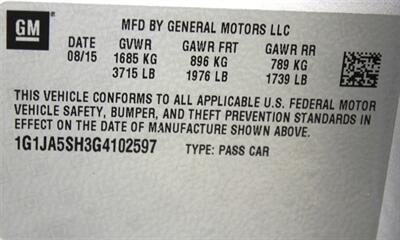 GM
MFD BY GENERAL MOTORS LLC
DATE GVWR GAWR FRT GAWR RR
08/15 1685 KG 896 KG 789 KG
3715 LB 1976 LB 1739 LB
THIS VEHICLE CONFORMS TO ALL APPLICABLE U.S. FEDERAL MOTOR
VEHICLE SAFETY, BUMPER, AND THEFT PREVENTION STANDARDS IN
EFFECT ON THE DATE OF MANUFACTURE SHOWN ABOVE.
1G1JA5SH3G4102597 TYPE: PASS CAR